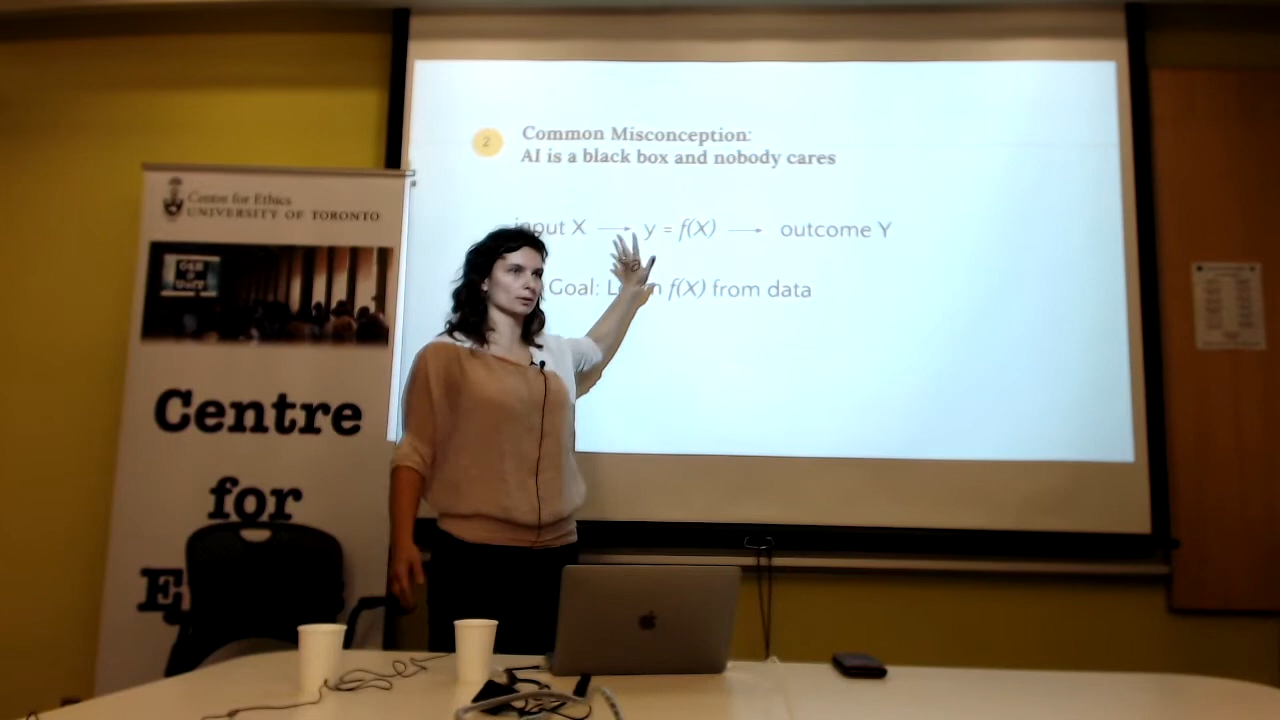 Centre for Ethics
UNIVERSITY OF TORONTO
Centre
for
2
Common Misconception:
AI is a black box and nobody cares
input X → y = f(X) → outcome Y
Goal: f(X) from data